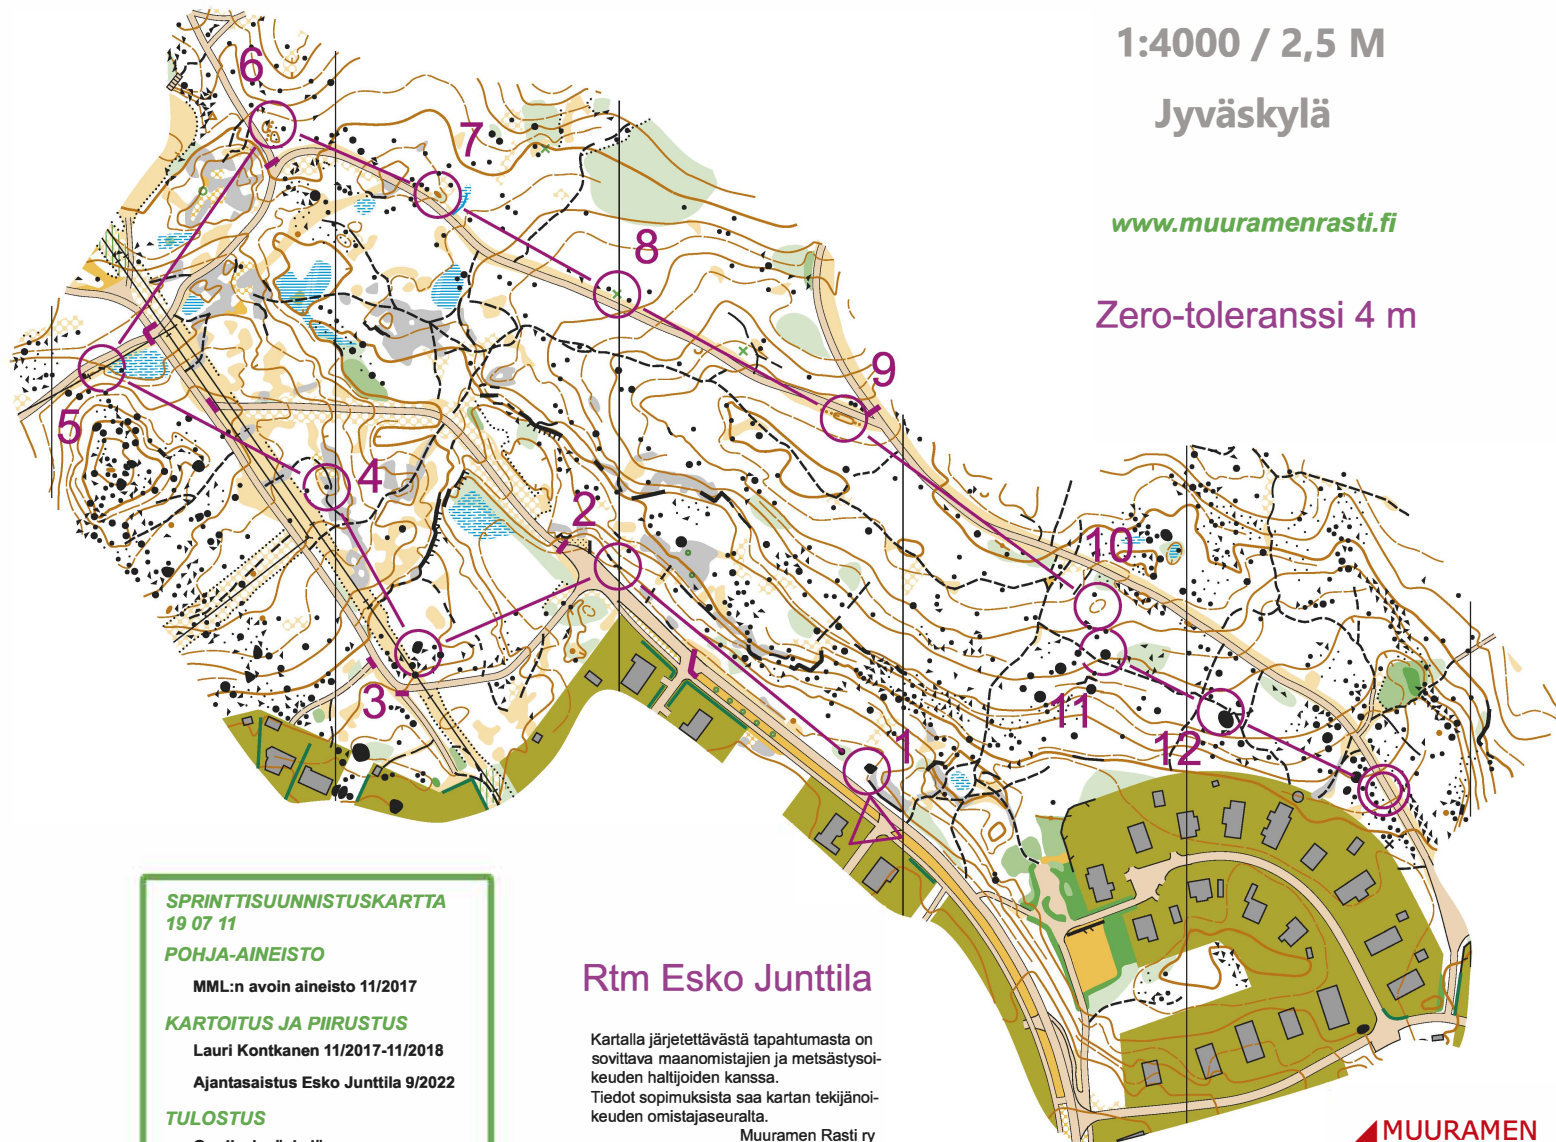 1:4000 / 2,5 M
Jyväskylä
www.muuramenrasti.fi
Zero-toleranssi 4 m
6
7
8
9
5
4
2
10
3
11
1
12
SPRINTTISUUNNISTUSKARTTA
19 07 11
POHJA-AINEISTO
MML:n avoin aineisto 11/2017
KARTOITUS JA PIIRUSTUS
Lauri Kontkanen 11/2017-11/2018
Ajantasaistus Esko Junttila 9/2022
TULOSTUS
Rtm Esko Junttila
Kartalla järjetettävästä tapahtumasta on
sovittava maanomistajien ja metsästysoi-
keuden haltijoiden kanssa.
Tiedot sopimuksista saa kartan tekijänoi-
keuden omistajaseuralta.
Muuramen Rasti ry
MUURAMEN